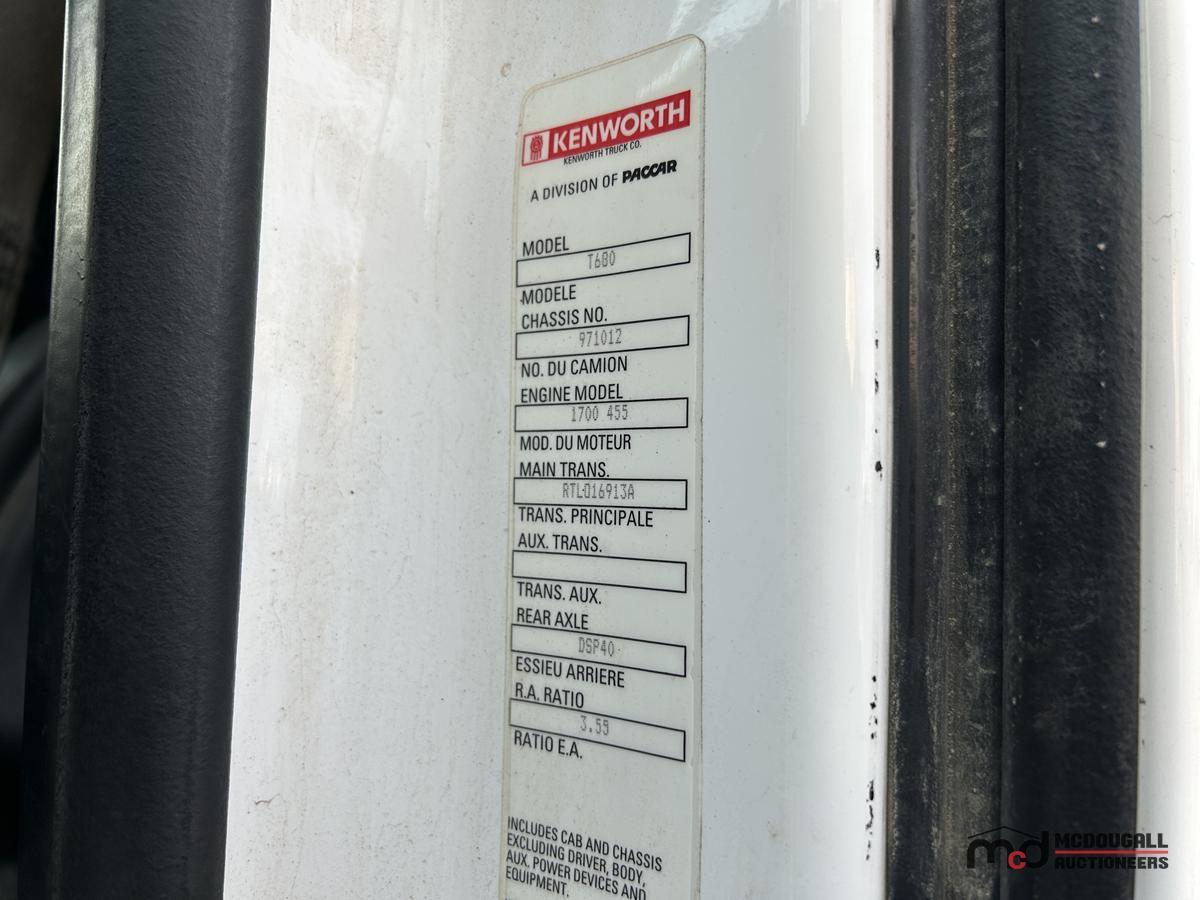 KENWORTH
KENWORTH TRUCK CO.
A DIVISION OF PACCAR
MODEL
T680
MODELE
CHASSIS NO.
971012
NO. DU CAMION
ENGINE MODEL
1700 455
MOD. DU MOTEUR
MAIN TRANS.
RTLO16913A
TRANS. PRINCIPALE
AUX. TRANS.
TRANS. AUX.
REAR AXLE
DSP40
ESSIEU ARRIERE
R.A. RATIO
3.55
RATIO E.A.
INCLUDES CAB AND CHASSIS
EXCLUDING DRIVER, BODY,
AUX. POWER DEVICES AND
EQUIPMENT.
mcd MCDOUGALL
AUCTIONEERS